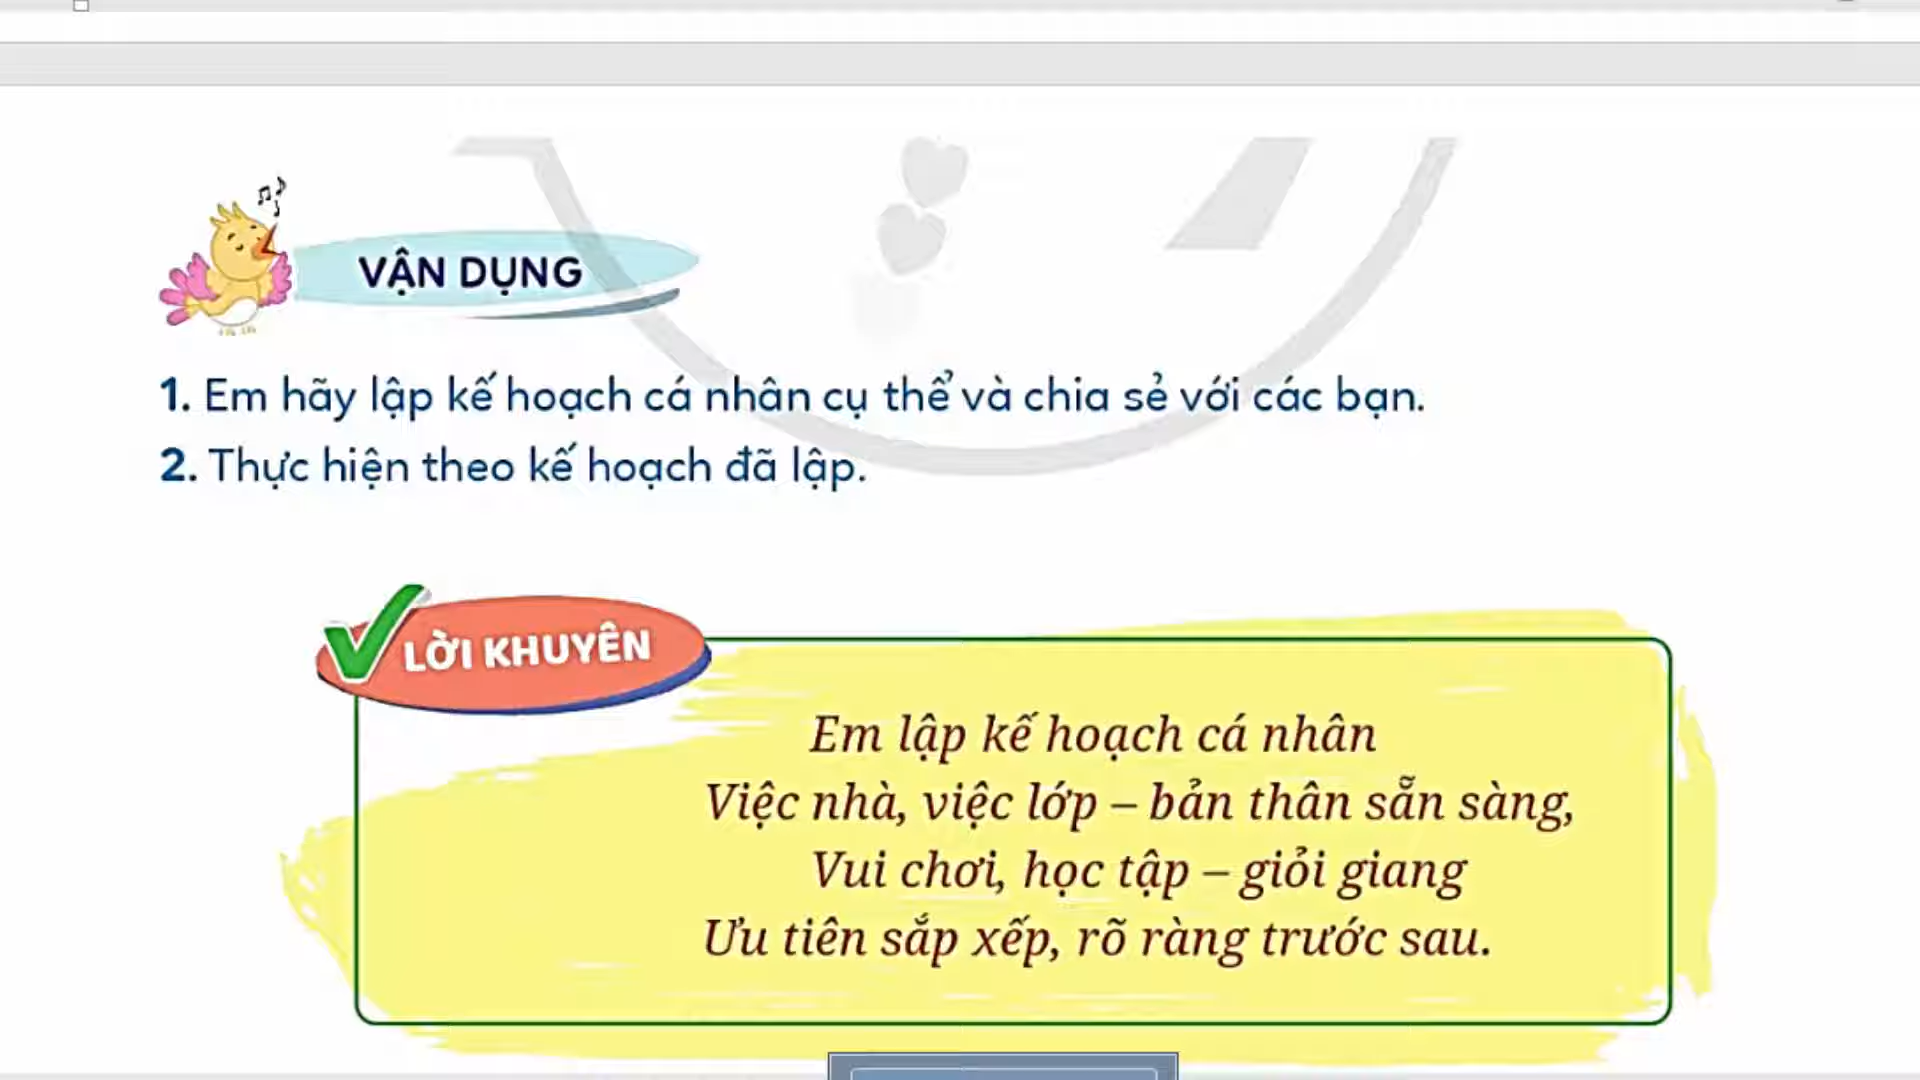 VẬN DỤNG
1. Em hãy lập kế hoạch cá nhân cụ thể và chia sẻ với các bạn.
2. Thực hiện theo kế hoạch đã lập.
LỜI KHUYÊN
Em lập kế hoạch cá nhân
Việc nhà, việc lớp – bản thân sẵn sàng,
Vui chơi, học tập – giỏi giang
Ưu tiên sắp xếp, rõ ràng trước sau.